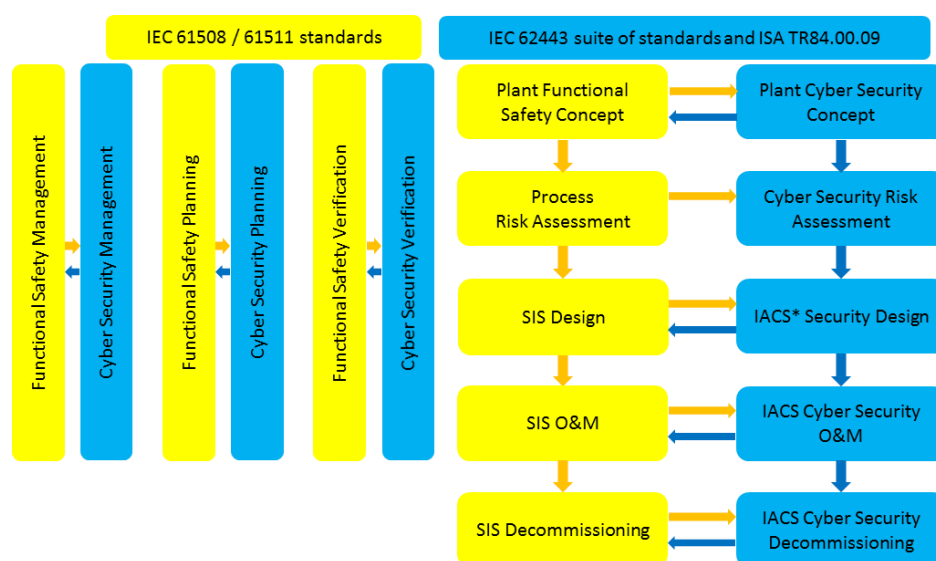 IEC 61508 / 61511 standards
IEC 62443 suite of standards and ISA TR84.00.09
Functional Safety Management
Cyber Security Management
Functional Safety Planning
Cyber Security Planning
Functional Safety Verification
Cyber Security Verification
Plant Functional
Safety Concept
Plant Cyber Security
Concept
Process
Risk Assessment
Cyber Security Risk
Assessment
SIS Design
IACS* Security Design
SIS O&M
IACS Cyber Security
O&M
SIS Decommissioning
IACS Cyber Security
Decommissioning